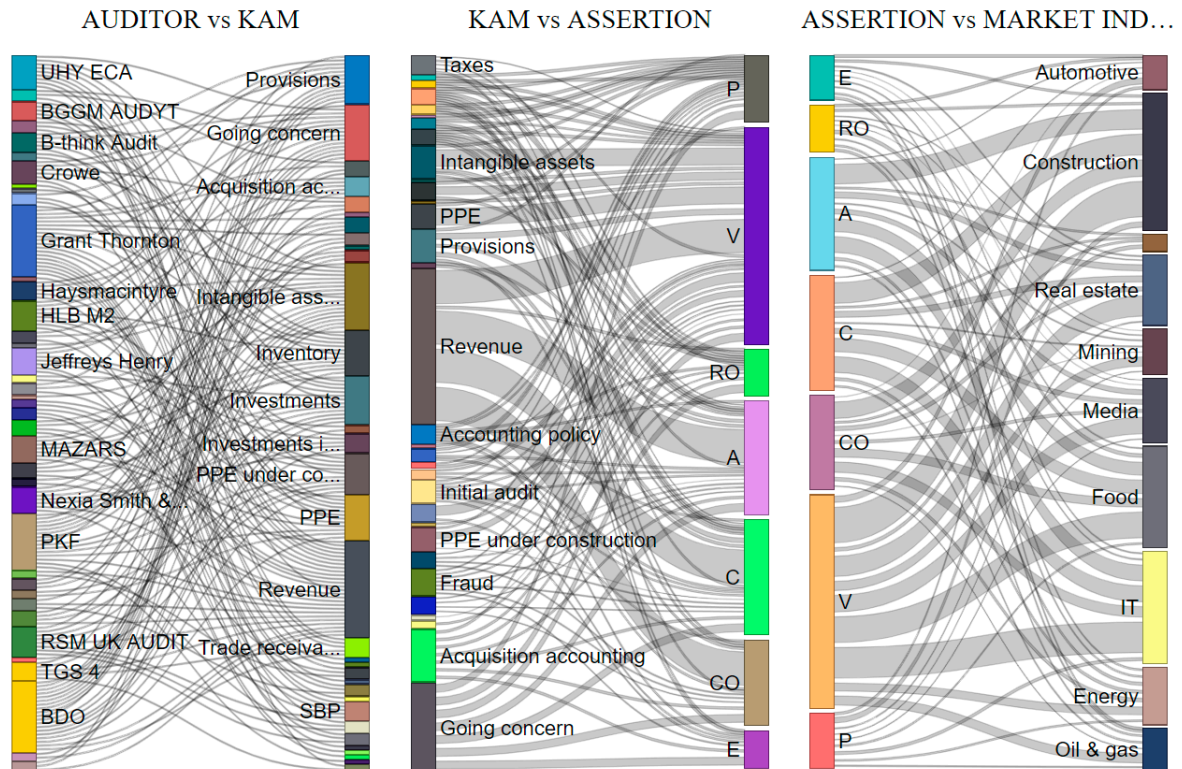 AUDITOR vs KAM
UHY ECA
BGGM AUDYT
B-think Audit
Crowe
Grant Thornton
Haysmacintyre
HLB M2
Jeffreys Henry
MAZARS
Nexia Smith &...
PKF
RSM UK AUDIT
TGS 4
BDO
Provisions
Going concern
Acquisition ac...
Intangible ass...
Inventory
Investments
Investments i...
PPE under co...
PPE
Revenue
Trade receiva...
SBP
KAM vs ASSERTION
Taxes
Intangible assets
PPE
Provisions
Revenue
Accounting policy
Initial audit
PPE under construction
Fraud
Acquisition accounting
Going concern
P
V
RO
A
C
CO
E
ASSERTION vs MARKET IND...
E
RO
A
C
CO
V
P
Automotive
Construction
Real estate
Mining
Media
Food
IT
Energy
Oil & gas